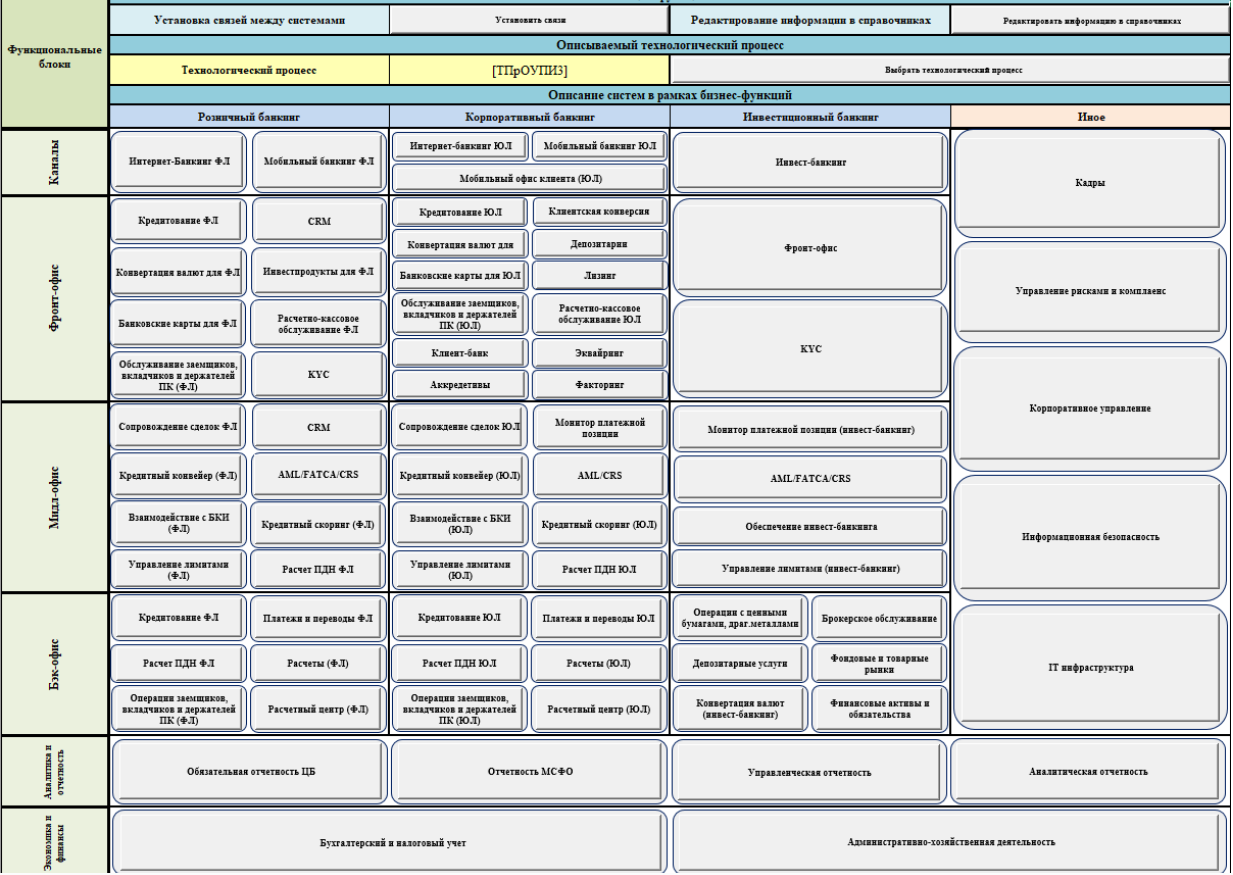 Установка связей между системами
Установить связи
Редактирование информации в справочниках
Редактировать информацию в справочниках
Функциональные
блоки
Описываемый технологический процесс
Технологический процесс
[ТПрОУПИЗ]
Выбрать технологический процесс
Описание систем в рамках бизнес-функций
Розничный банкинг
Корпоративный банкинг
Инвестиционный банкинг
Иное
Каналы
Интернет-Банкинг ФЛ
Мобильный банкинг ФЛ
Интернет-банкинг ЮЛ
Мобильный банкинг ЮЛ
Мобильный офис клиента (ЮЛ)
Инвест-банкинг
Кадры
Фронт-офис
Кредитование ФЛ
CRM
Конвертация валют для ФЛ
Инвестпродукты для ФЛ
Банковские карты для ФЛ
Расчетно-кассовое
обслуживание ФЛ
Обслуживание заемщиков,
вкладчиков и держателей
ПК (ФЛ)
KYC
Кредитование ЮЛ
Клиентская конверсия
Конвертация валют для
Депозитарии
Банковские карты для ЮЛ
Лизинг
Обслуживание заемщиков,
вкладчиков и держателей
ПК (ЮЛ)
Расчетно-кассовое
обслуживание ЮЛ
Клиент-банк
Эквайринг
Аккредетивы
Факторинг
Фронт-офис
KYC
Управление рисками и комплаенс
Корпоративное управление
Мидл-офис
Сопровождение сделок ФЛ
CRM
Кредитный конвейер (ФЛ)
AML/FATCA/CRS
Взаимодействие с БКИ
(ФЛ)
Кредитный скоринг (ФЛ)
Управление лимитами
(ФЛ)
Расчет ПДН ФЛ
Сопровождение сделок ЮЛ
Монитор платежной
позиции
Кредитный конвейер (ЮЛ)
AML/CRS
Взаимодействие с БКИ
(ЮЛ)
Кредитный скоринг (ЮЛ)
Управление лимитами
(ЮЛ)
Расчет ПДН ЮЛ
Монитор платежной позиции (инвест-банкинг)
AML/FATCA/CRS
Обеспечение инвест-банкинга
Управление лимитами (инвест-банкинг)
Информационная безопасность
Бэк-офис
Кредитование ФЛ
Платежи и переводы ФЛ
Расчет ПДН ФЛ
Расчеты (ФЛ)
Операции заемщиков,
вкладчиков и держателей
ПК (ФЛ)
Расчетный центр (ФЛ)
Кредитование ЮЛ
Платежи и переводы ЮЛ
Расчет ПДН ЮЛ
Расчеты (ЮЛ)
Операции заемщиков,
вкладчиков и держателей
ПК (ЮЛ)
Расчетный центр (ЮЛ)
Операции с ценными
бумагами, драг.металлами
Брокерское обслуживание
Депозитарные услуги
Фондовые и товарные
рынки
Конвертация валют
(инвест-банкинг)
Финансовые активы и
обязательства
IT инфраструктура
Аналитика и
отчетность
Обязательная отчетность ЦБ
Отчетность МСФО
Управленческая отчетность
Аналитическая отчетность
Экономика и
финансы
Бухгалтерский и налоговый учет
Административно-хозяйственная деятельность